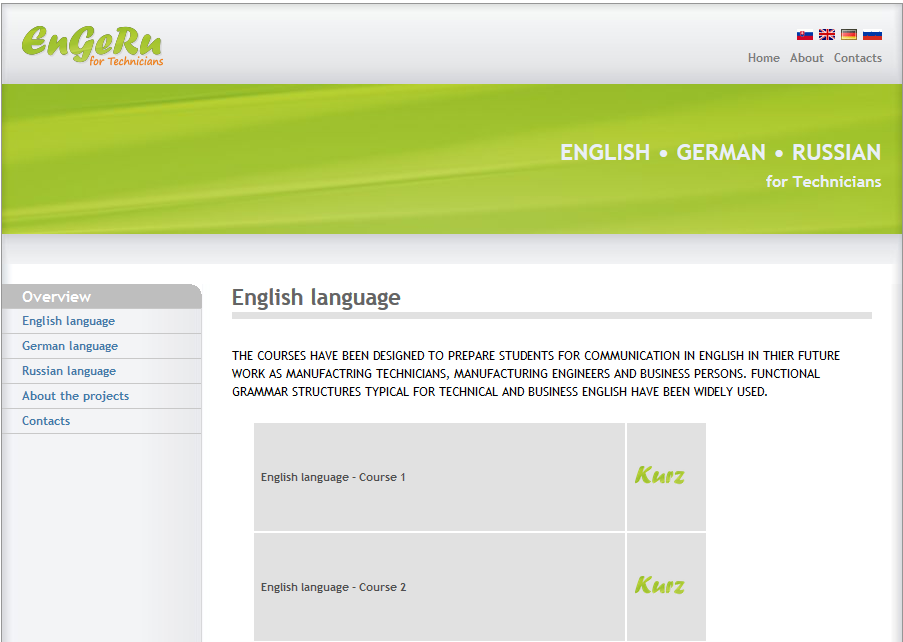 EnGeRu
for Technicians
Home About Contacts
ENGLISH • GERMAN • RUSSIAN
for Technicians
Overview
English language
German language
Russian language
About the projects
Contacts
English language
THE COURSES HAVE BEEN DESIGNED TO PREPARE STUDENTS FOR COMMUNICATION IN ENGLISH IN THIER FUTURE
WORK AS MANUFACTRING TECHNICIANS, MANUFACTURING ENGINEERS AND BUSINESS PERSONS. FUNCTIONAL
GRAMMAR STRUCTURES TYPICAL FOR TECHNICAL AND BUSINESS ENGLISH HAVE BEEN WIDELY USED.
English language - Course 1
Kurz
English language - Course 2
Kurz